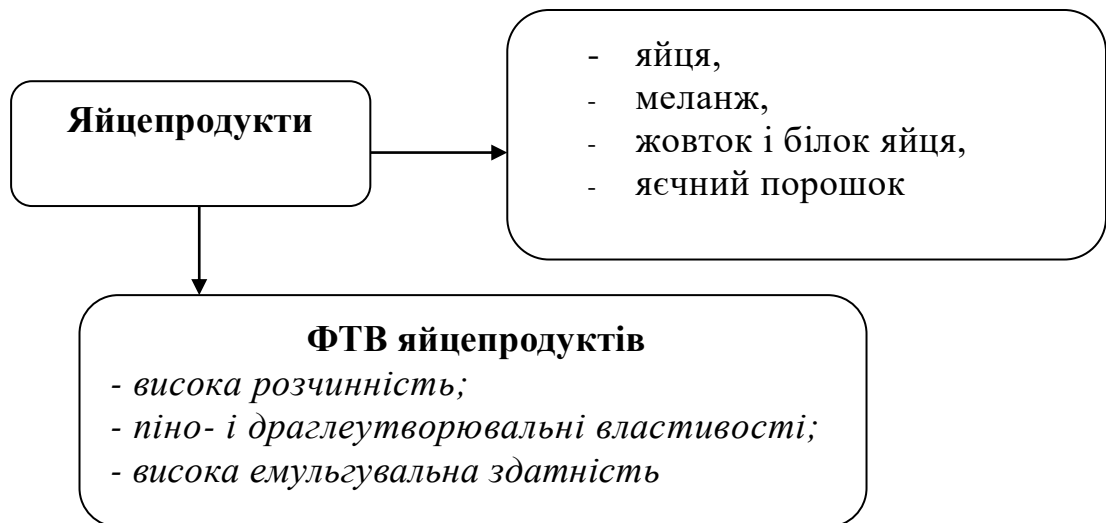 Яйцепродукти
- яйця,
- меланж,
- жовток і білок яйця,
- яєчний порошок
ФТВ яйцепродуктів
- висока розчинність;
- піно- і драглеутворювальні властивості;
- висока емульгувальна здатність